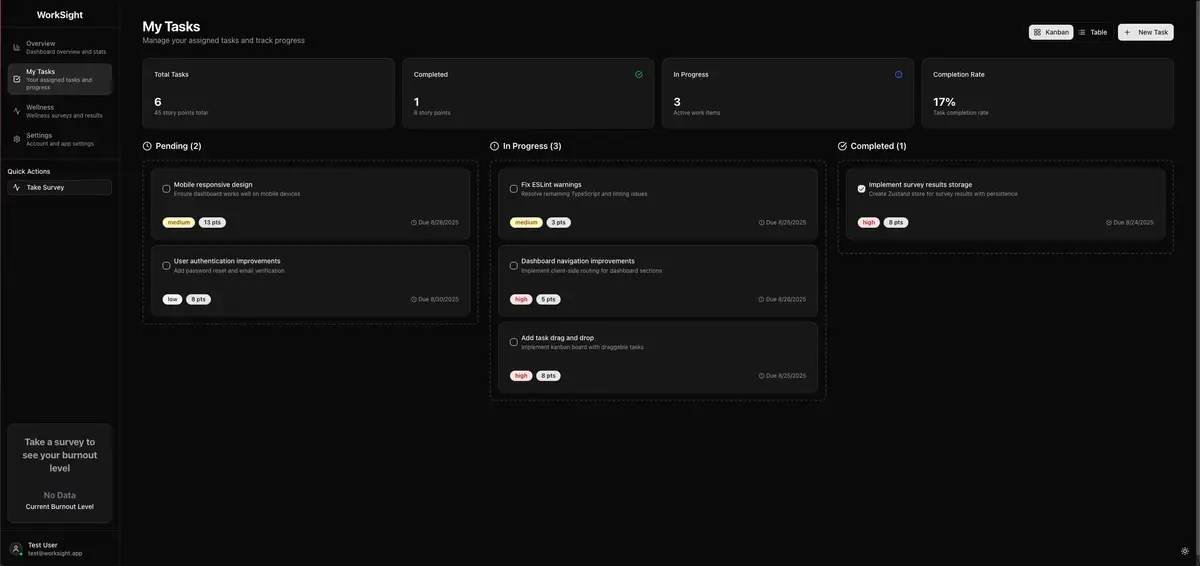 WorkSight
Overview
Dashboard overview and stats
My Tasks
Your assigned tasks and
progress
Wellness
Wellness surveys and results
Settings
Account and app settings
Quick Actions
Take Survey
Take a survey to
see your burnout
level
No Data
Current Burnout Level
Test User
test@worksight.app
My Tasks
Manage your assigned tasks and track progress
Kanban
Table
New Task
Total Tasks
6
45 story points total
Completed
1
8 story points
In Progress
3
Active work items
Completion Rate
17%
Task completion rate
Pending (2)
Mobile responsive design
Ensure dashboard works well on mobile devices
medium 13 pts Due 8/28/2025
User authentication improvements
Add password reset and email verification
low 8 pts Due 8/30/2025
In Progress (3)
Fix ESLint warnings
Resolve remaining TypeScript and linting issues
medium 3 pts Due 8/25/2025
Dashboard navigation improvements
Implement client-side routing for dashboard sections
high 5 pts Due 8/26/2025
Add task drag and drop
Implement kanban board with draggable tasks
high 8 pts Due 8/25/2025
Completed (1)
Implement survey results storage
Create Zustand store for survey results with persistence
high 8 pts Due 8/24/2025